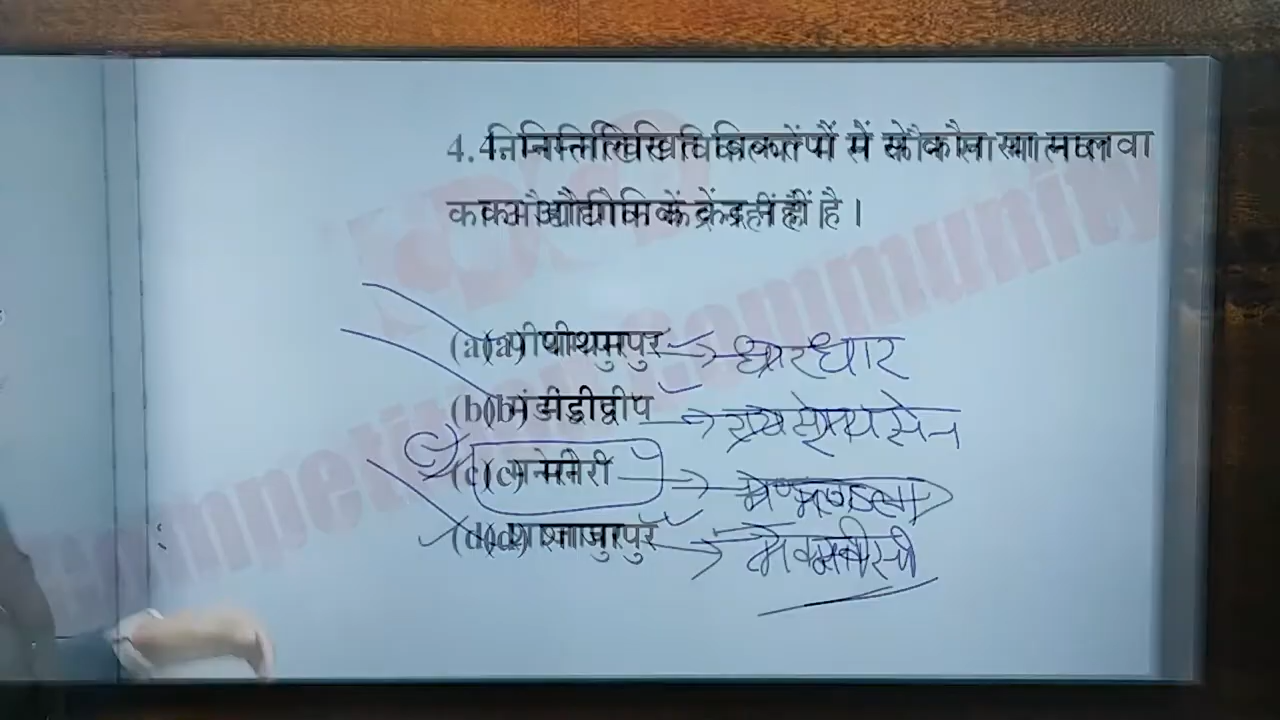 4. निम्नलिखित विकल्पों में से कौन सा मालवा
का औद्योगिक केंद्र नहीं है ।
(a) पीथमपुर → धार
(b) मंडीद्वीप → रायसेन
(c) मनेरी → मण्डला
(d) शाजापुर →